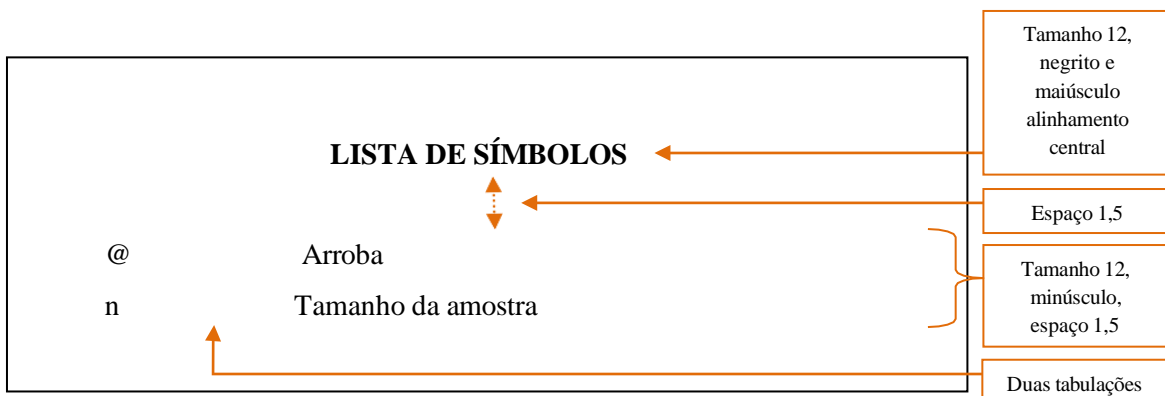 Tamanho 12,
negrito e
maiúsculo
alinhamento
central
LISTA DE SÍMBOLOS
Espaço 1,5
@ Arroba
n Tamanho da amostra
Tamanho 12,
minúsculo,
espaço 1,5
Duas tabulações